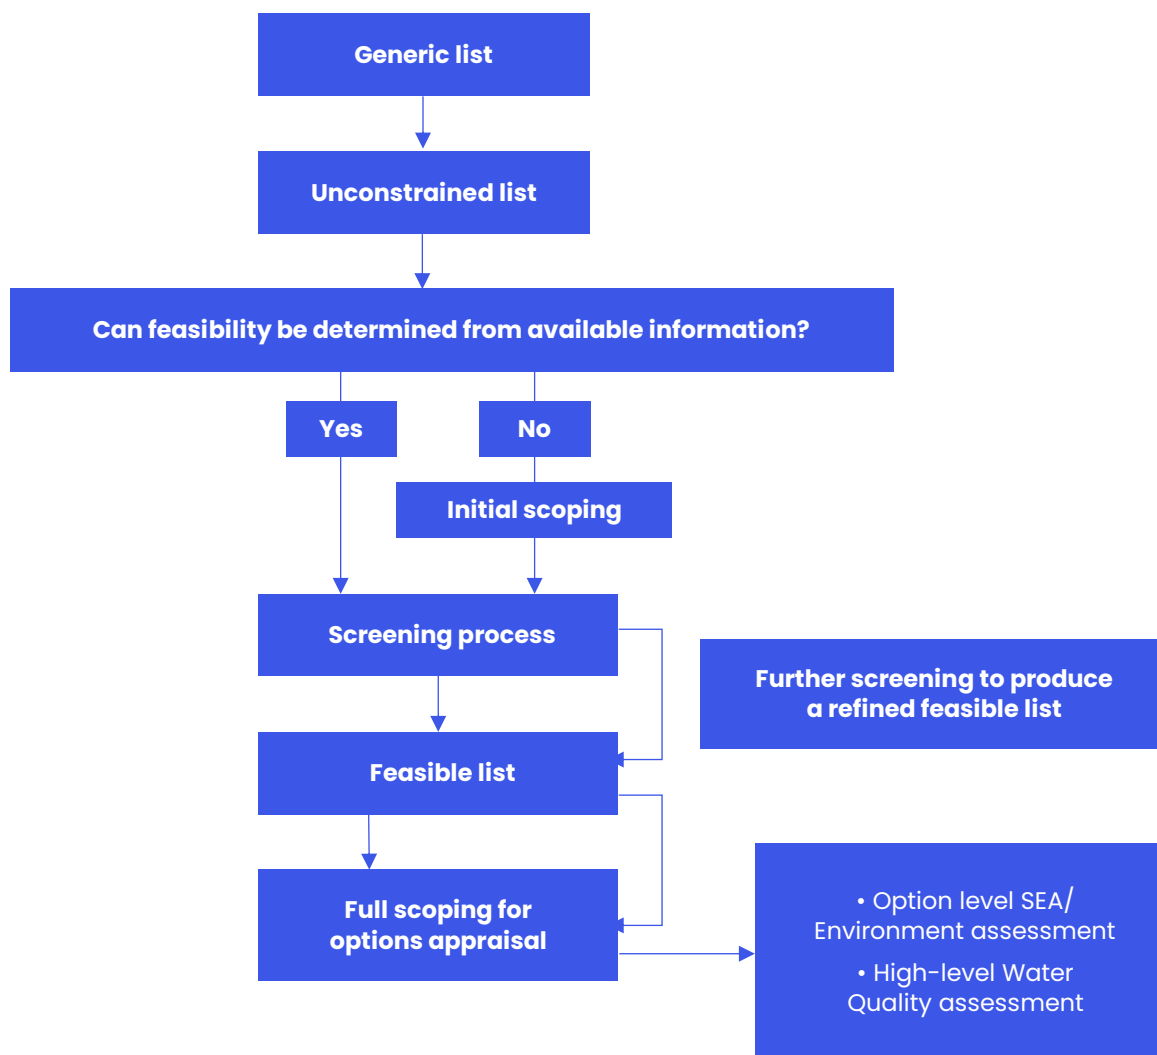 Generic list
Unconstrained list
Can feasibility be determined from available information?
Yes
No
Initial scoping
Screening process
Further screening to produce
a refined feasible list
Feasible list
Full scoping for
options appraisal
• Option level SEA/
Environment assessment
• High-level Water
Quality assessment